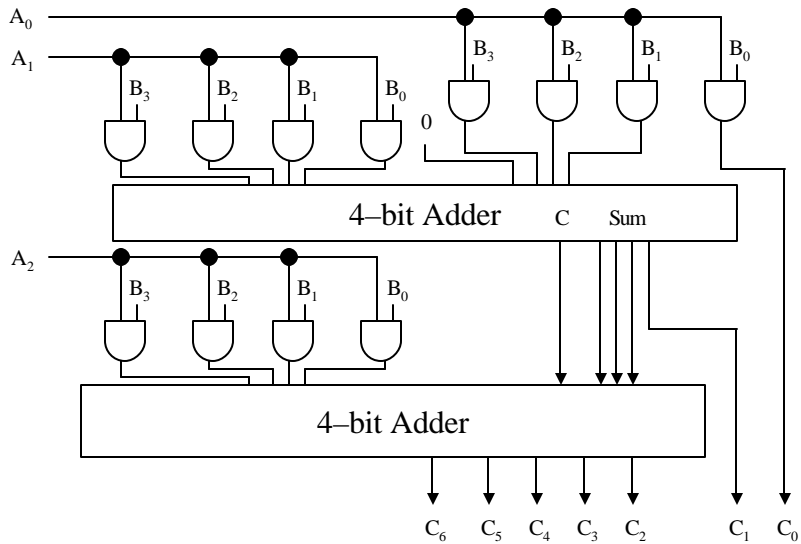 A₀
A₁ B₃ B₂ B₁ B₀
B₃ B₂ B₁ B₀ 0
4–bit Adder C Sum
A₂
B₃ B₂ B₁ B₀
4–bit Adder
C₆ C₅ C₄ C₃ C₂ C₁ C₀